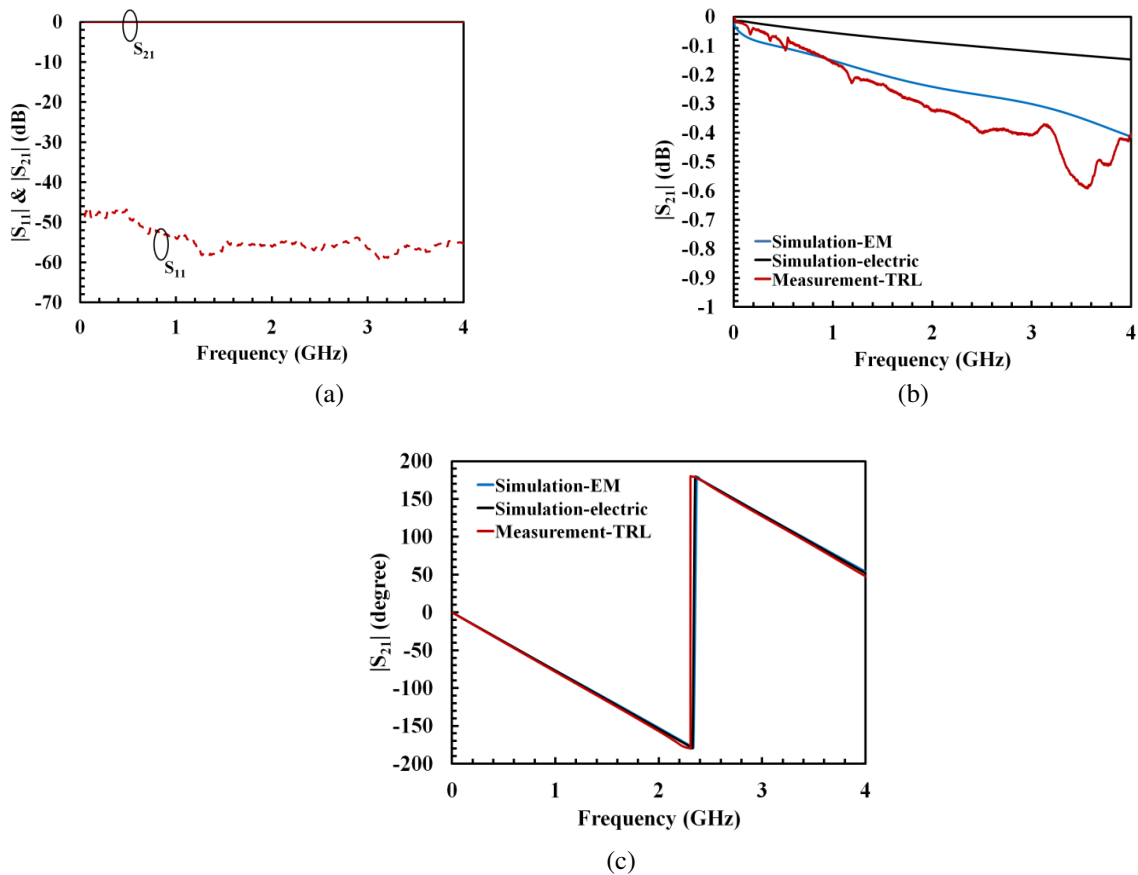 |S11| & |S21| (dB)
0
-10
-20
-30
-40
-50
-60
-70
S21
S11
0 1 2 3 4
Frequency (GHz)
(a)
|S21| (dB)
0
-0.1
-0.2
-0.3
-0.4
-0.5
-0.6
-0.7
-0.8
-0.9
-1
Simulation-EM
Simulation-electric
Measurement-TRL
0 1 2 3 4
Frequency (GHz)
(b)
|S21| (degree)
200
150
100
50
0
-50
-100
-150
-200
Simulation-EM
Simulation-electric
Measurement-TRL
0 1 2 3 4
Frequency (GHz)
(c)